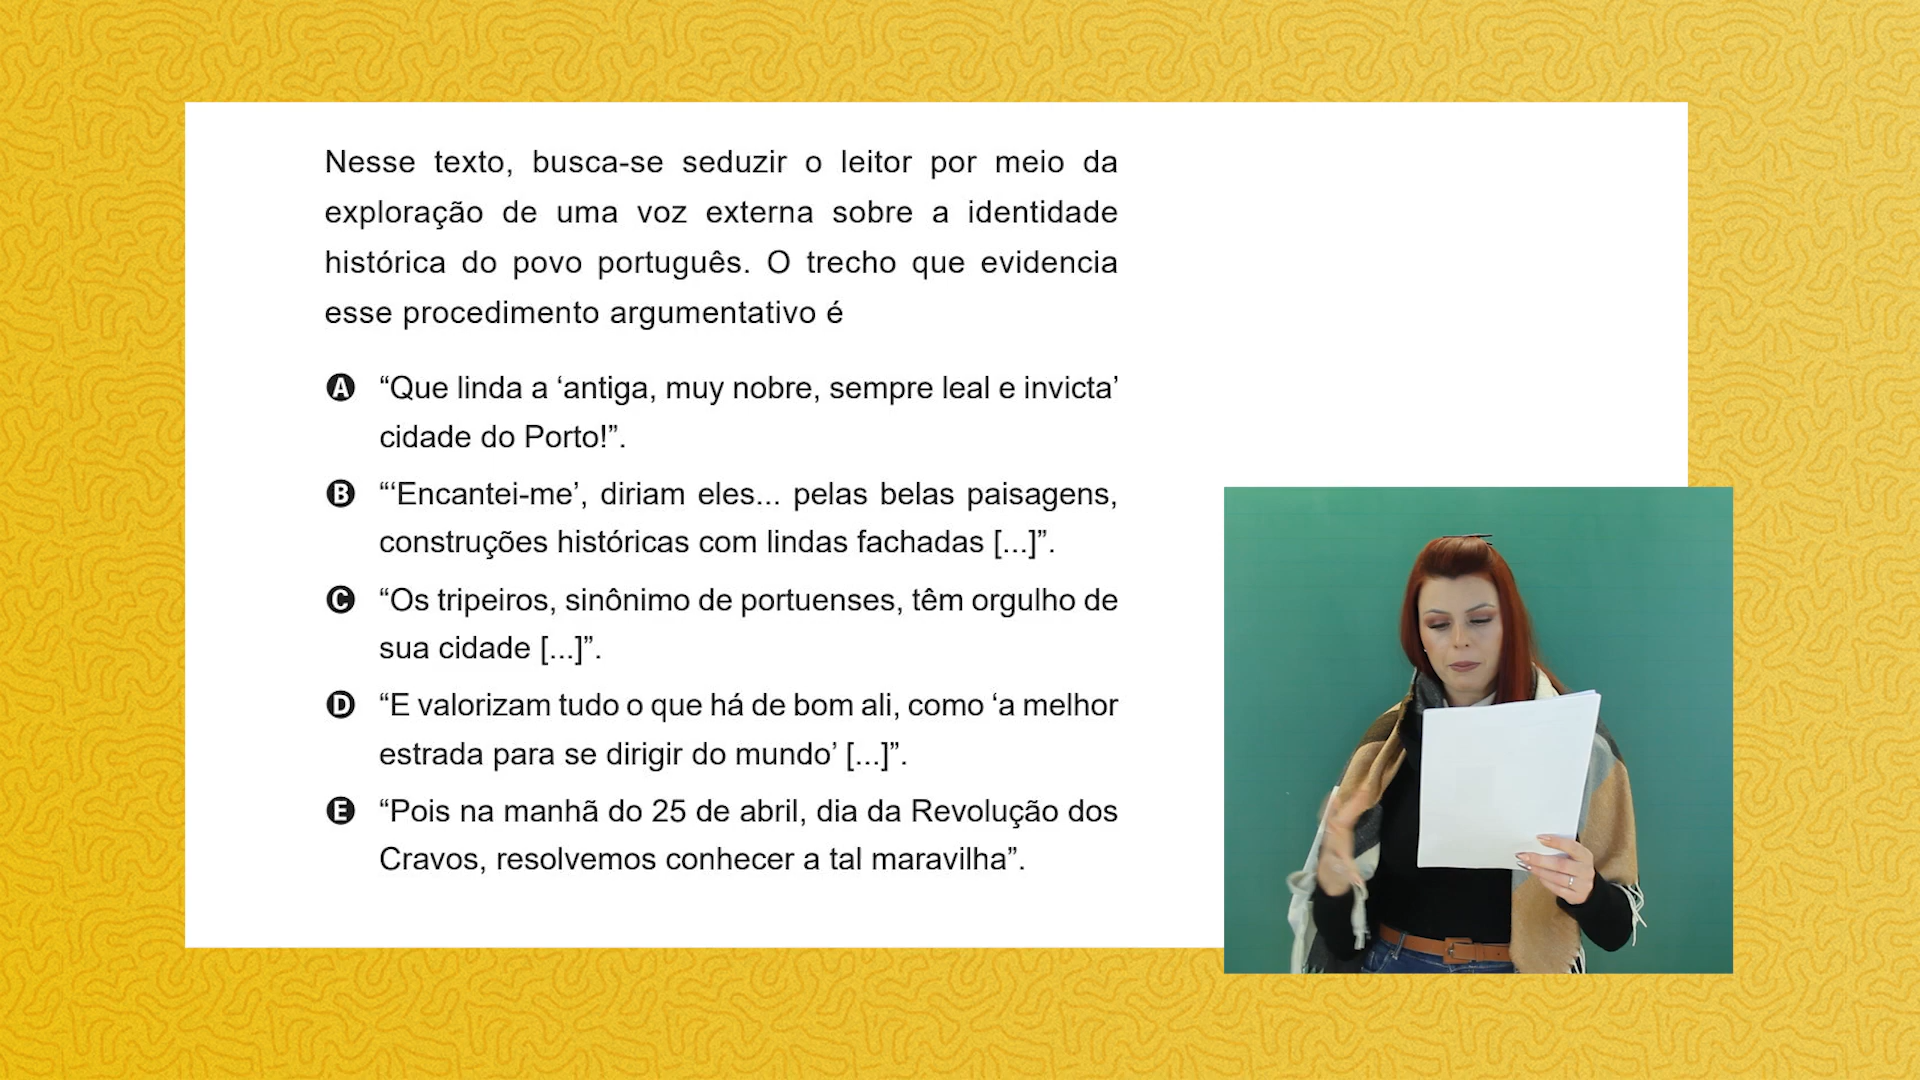 Nesse texto, busca-se seduzir o leitor por meio da
exploração de uma voz externa sobre a identidade
histórica do povo português. O trecho que evidencia
esse procedimento argumentativo é
A “Que linda a ‘antiga, muy nobre, sempre leal e invicta’
cidade do Porto!”.
B “‘Encantei-me’, diriam eles... pelas belas paisagens,
construções históricas com lindas fachadas [...]”.
C “Os tripeiros, sinônimo de portuenses, têm orgulho de
sua cidade [...]”.
D “E valorizam tudo o que há de bom ali, como ‘a melhor
estrada para se dirigir do mundo’ [...]”.
E “Pois na manhã do 25 de abril, dia da Revolução dos
Cravos, resolvemos conhecer a tal maravilha”.